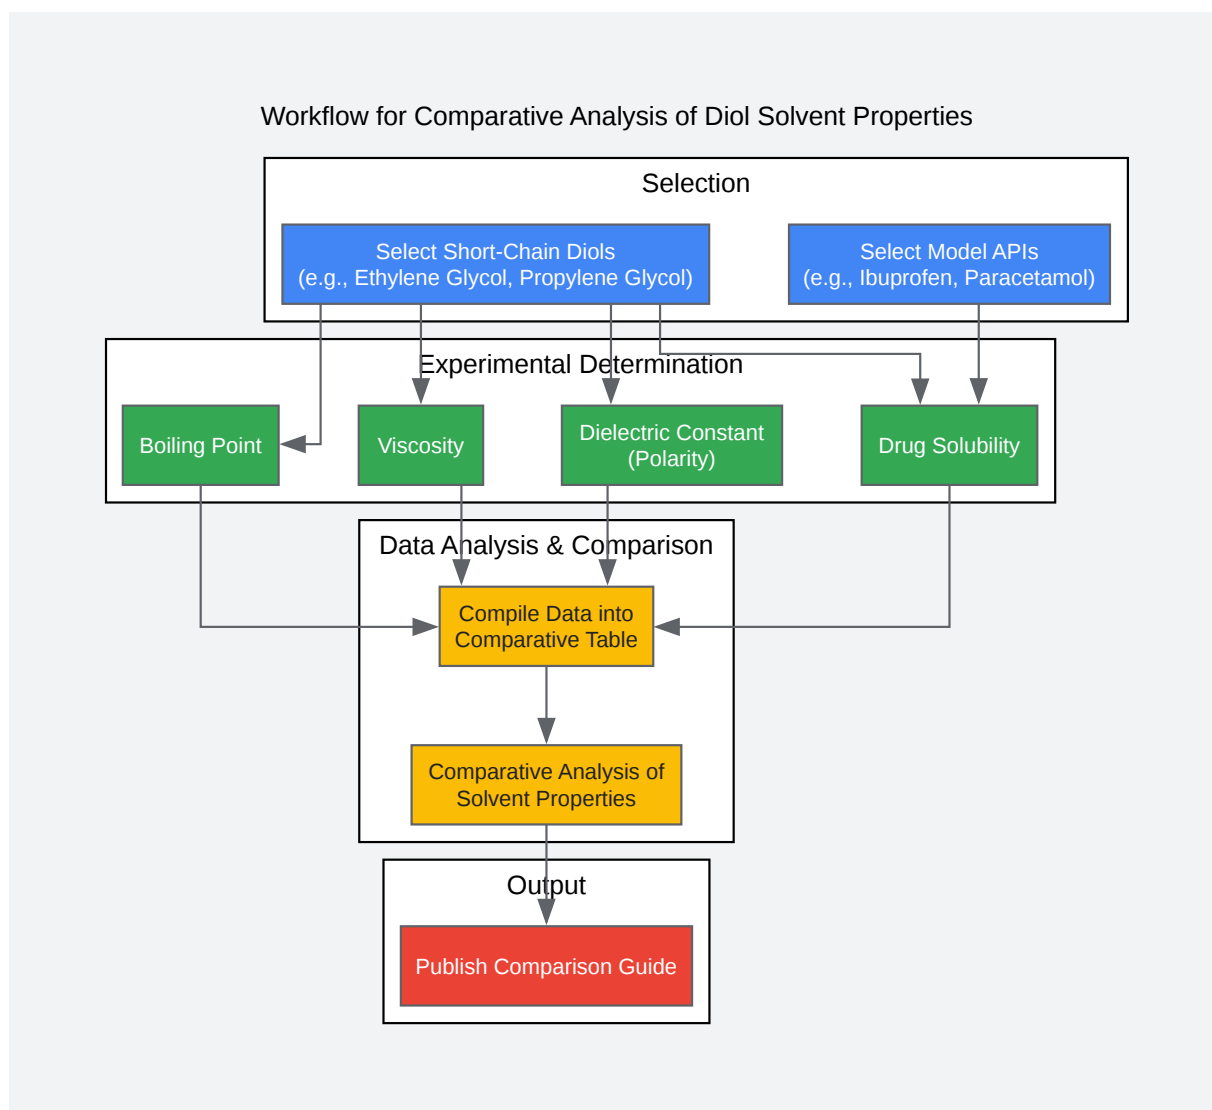 Workflow for Comparative Analysis of Diol Solvent Properties
Selection
Select Short-Chain Diols
(e.g., Ethylene Glycol, Propylene Glycol)
Select Model APIs
(e.g., Ibuprofen, Paracetamol)
Experimental Determination
Boiling Point
Viscosity
Dielectric Constant
(Polarity)
Drug Solubility
Data Analysis & Comparison
Compile Data into
Comparative Table
Comparative Analysis of
Solvent Properties
Output
Publish Comparison Guide